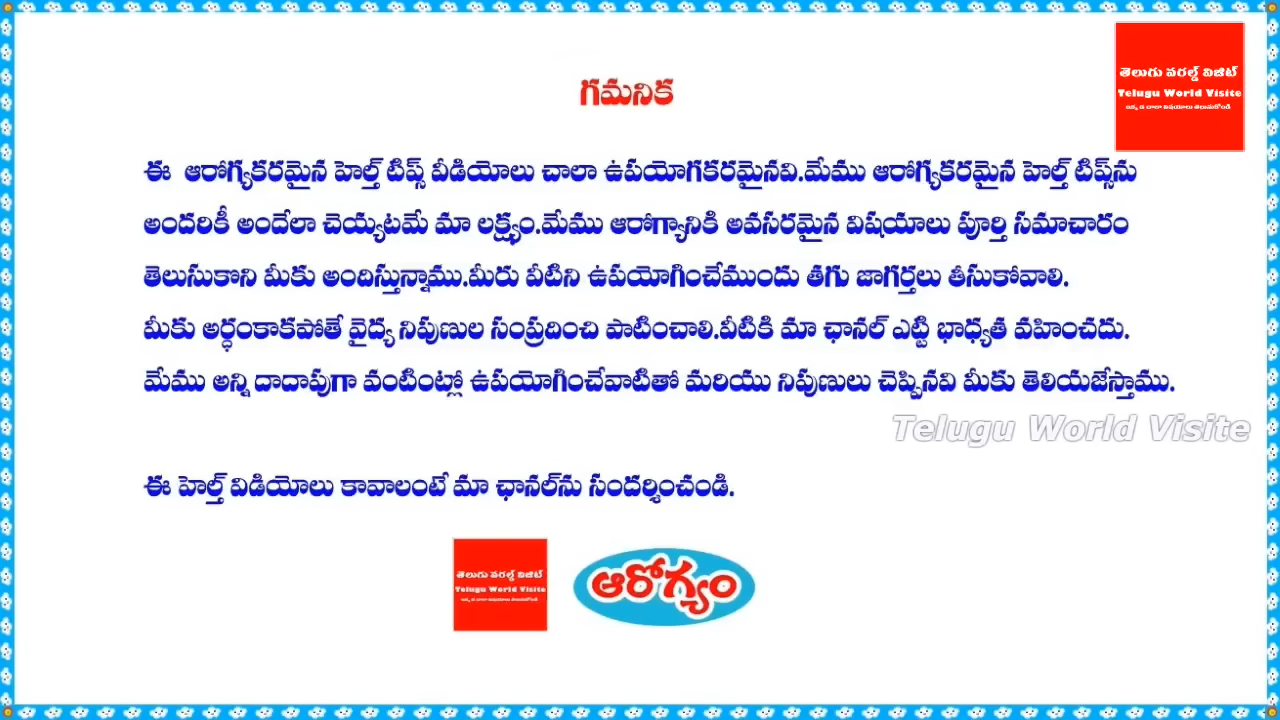 తెలుగు వరల్డ్ విజిట్
Telugu World Visite
గమనిక
ఈ ఆరోగ్యకరమైన హెల్త్ టిప్స్ వీడియోలు చాలా ఉపయోగకరమైనవి.మేము ఆరోగ్యకరమైన హెల్త్ టిప్స్‌ను
అందరికీ అందేలా చెయ్యటమే మా లక్ష్యం.మేము ఆరోగ్యానికి అవసరమైన విషయాలు పూర్తి సమాచారం
తెలుసుకొని మీకు అందిస్తున్నాము.మీరు వీటిని ఉపయోగించేముందు తగు జాగర్తలు తీసుకోవాలి.
మీకు అర్ధంకాకపోతే వైద్య నిపుణుల సంప్రదించి పాటించాలి.వీటికి మా ఛానల్ ఎట్టి భాధ్యత వహించదు.
మేము అన్ని దాదాపుగా వంటింట్లో ఉపయోగించేవాటితో మరియు నిపుణులు చెప్పినవి మీకు తెలియజేస్తాము.
Telugu World Visite
ఈ హెల్త్ విడియోలు కావాలంటే మా ఛానల్‌ను సందర్శించండి.
తెలుగు వరల్డ్ విజిట్
Telugu World Visite
ఆరోగ్యం